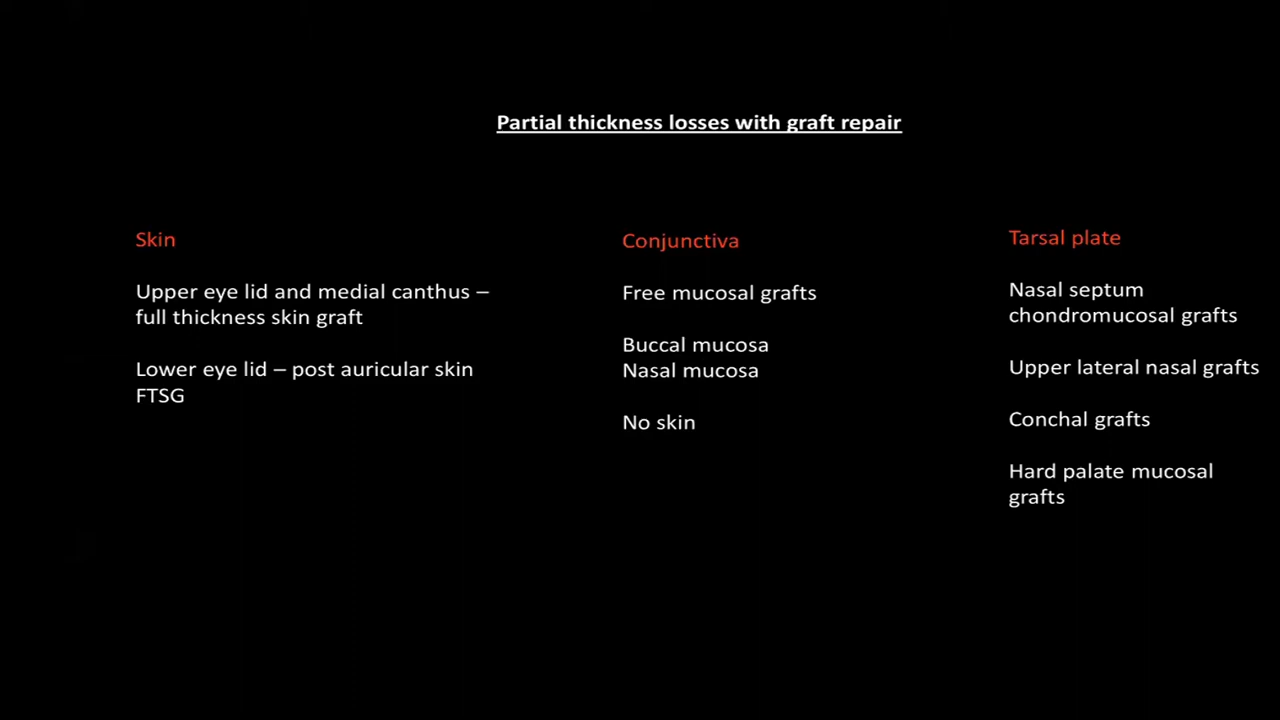 Partial thickness losses with graft repair
Skin
Upper eye lid and medial canthus –
full thickness skin graft
Lower eye lid – post auricular skin
FTSG
Conjunctiva
Free mucosal grafts
Buccal mucosa
Nasal mucosa
No skin
Tarsal plate
Nasal septum
chondromucosal grafts
Upper lateral nasal grafts
Conchal grafts
Hard palate mucosal
grafts